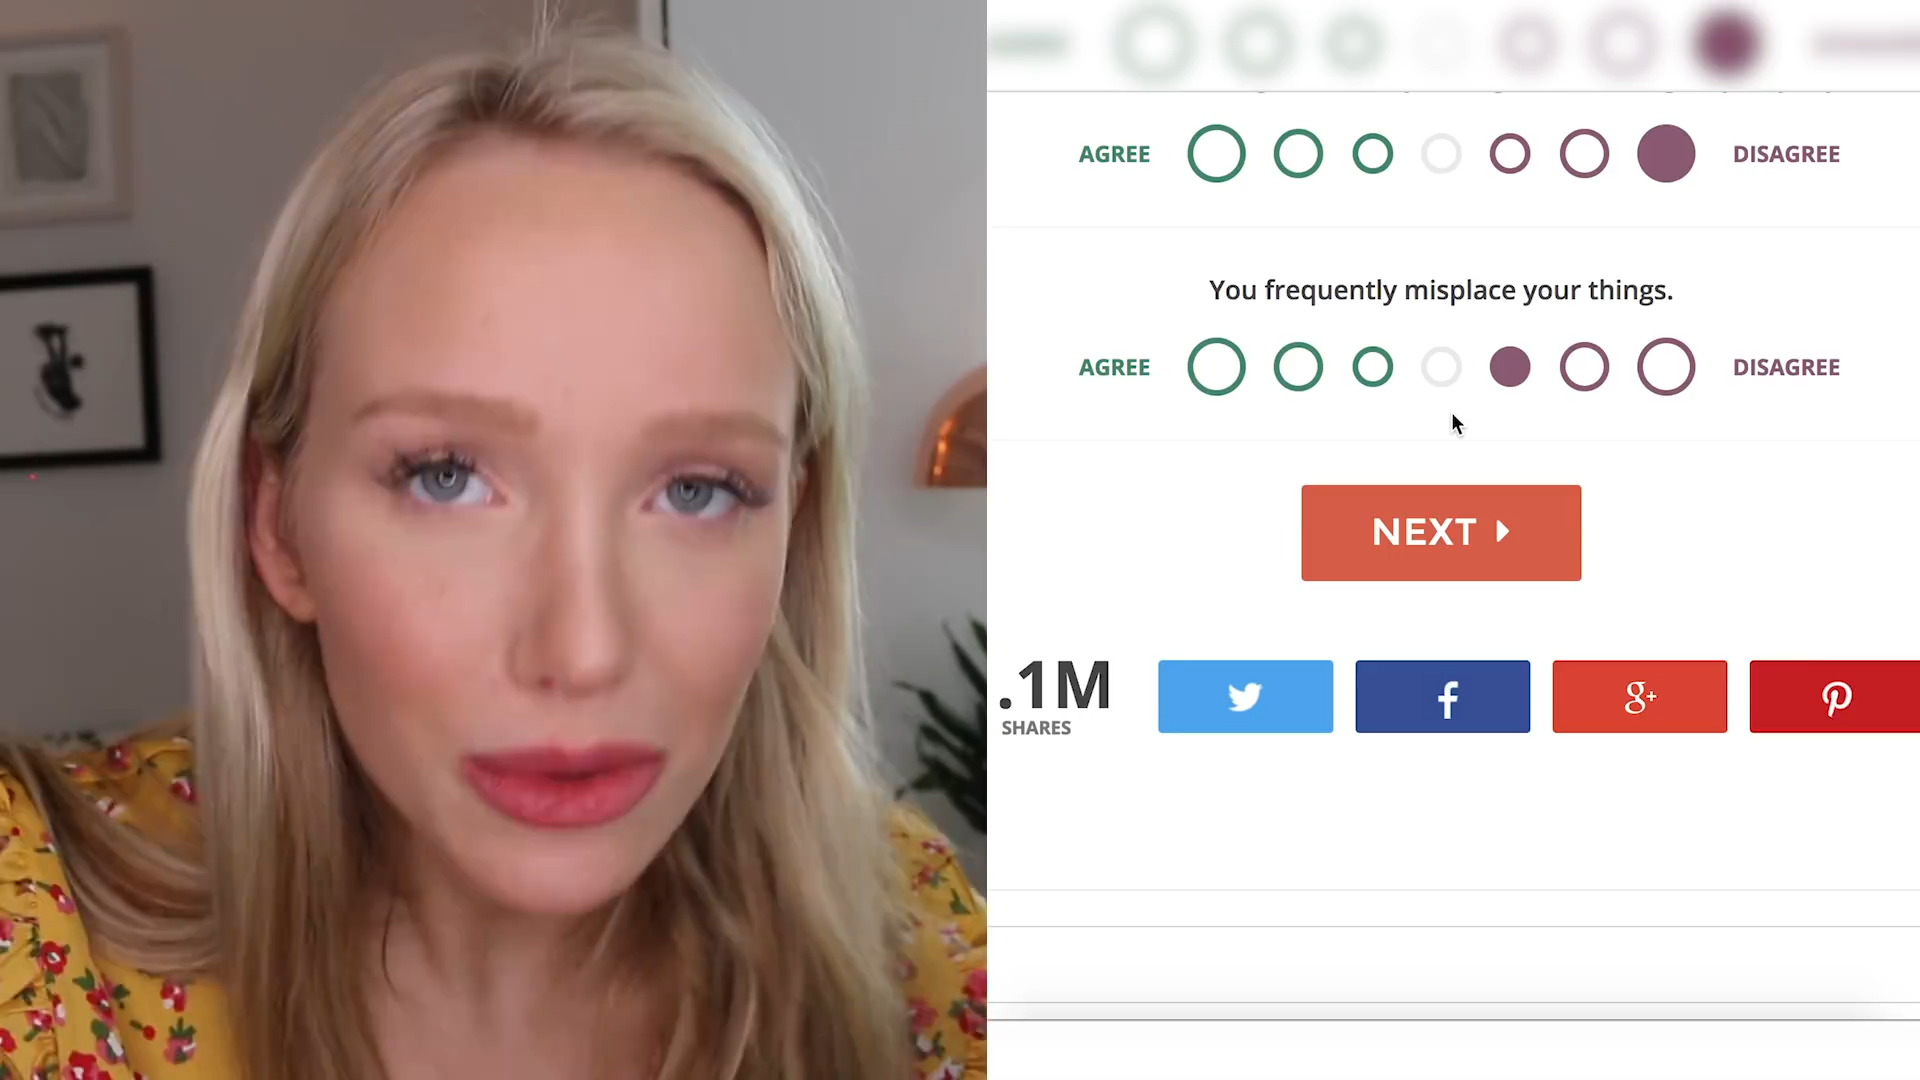 AGREE DISAGREE
You frequently misplace your things.
AGREE DISAGREE
NEXT
.1M
SHARES
g+